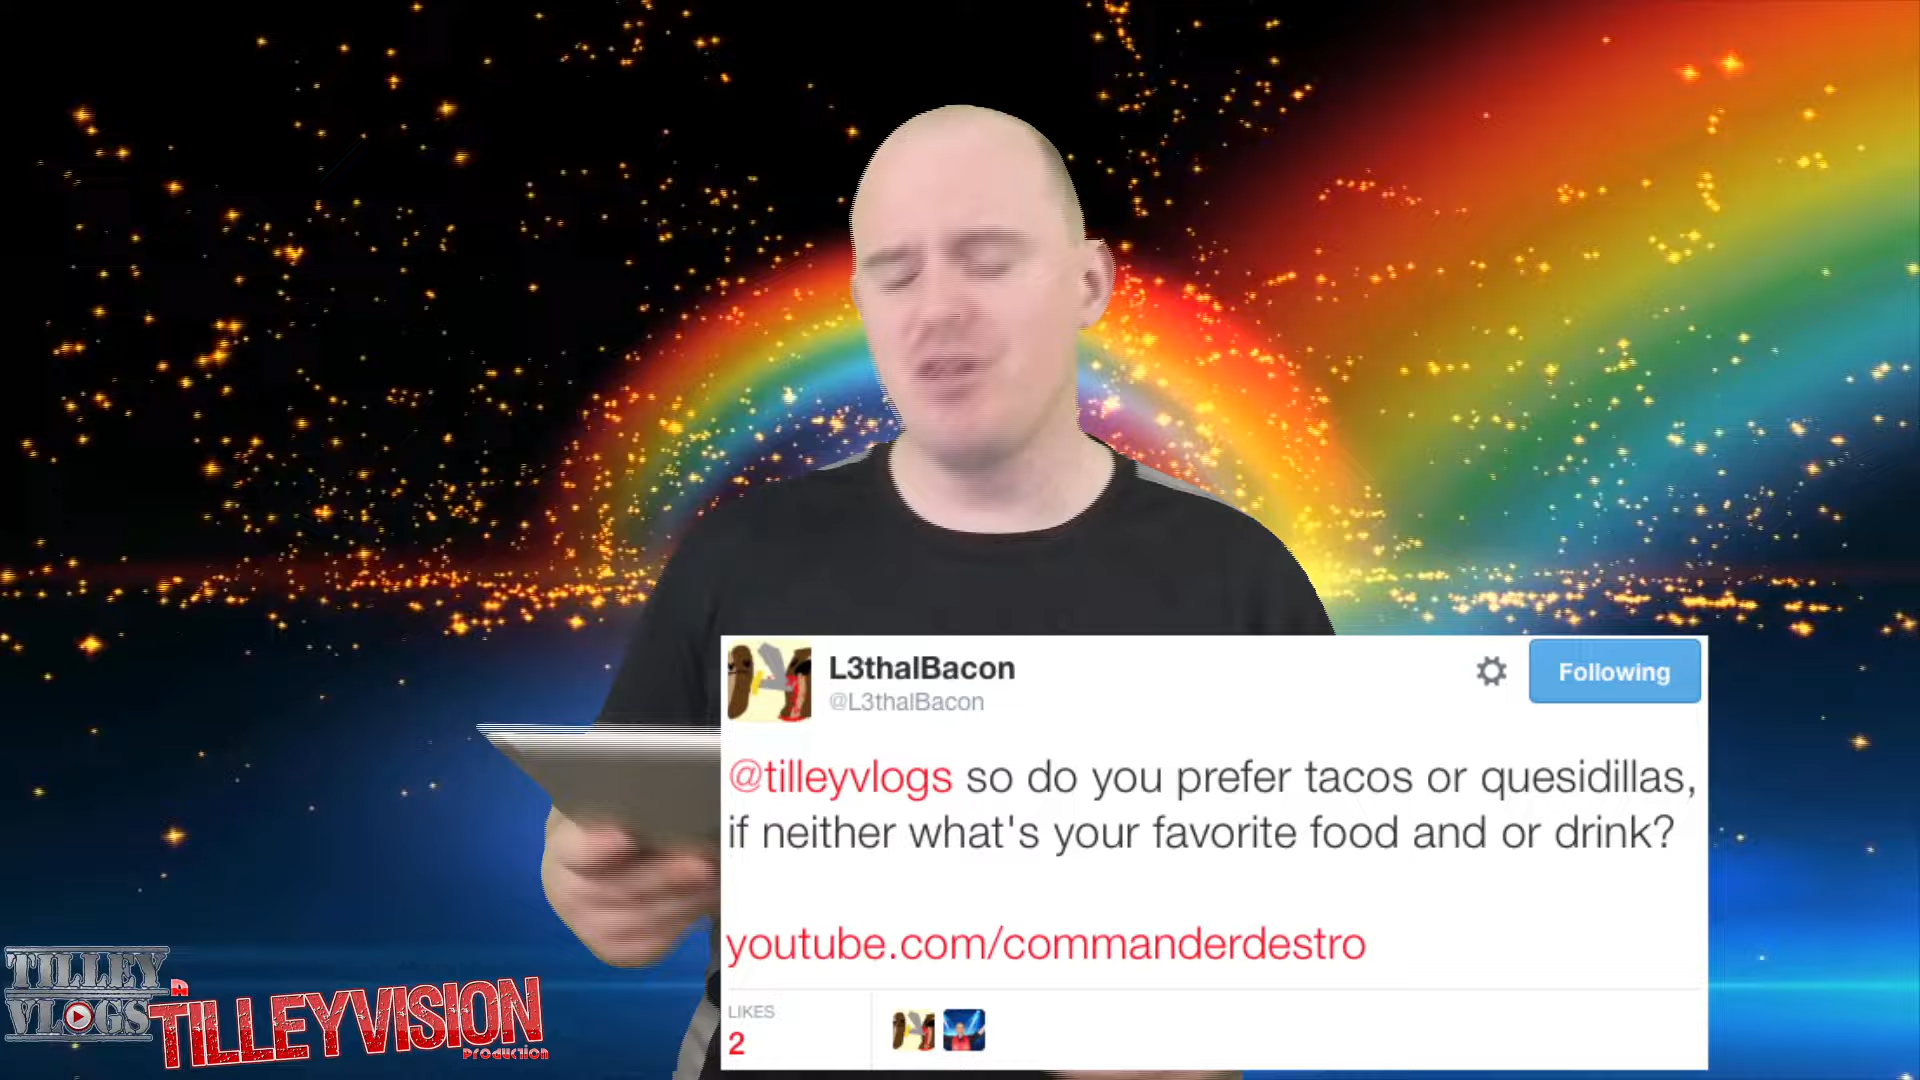 L3thalBacon
Following
@L3thalBacon
@tilleyvlogs so do you prefer tacos or quesidillas,
if neither what's your favorite food and or drink?
youtube.com/commanderdestro
LIKES
2
TILLEY
VLOGS
A
TILLEYVISION
PRODUCTION